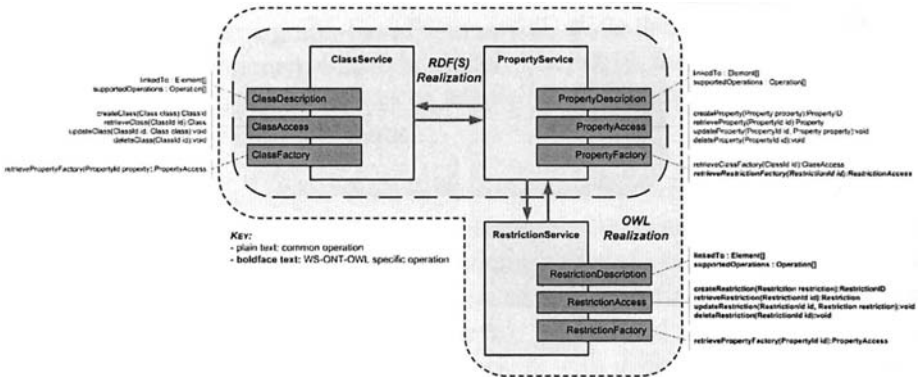 ClassService
RDF(S)
Realization
PropertyService
linkedTo : Element[]
supportedOperations : Operation[]
ClassDescription
createClass(Class class):ClassId
retrieveClass(ClassId id):Class
updateClass(ClassId id, Class class):void
deleteClass(ClassId id):void
ClassAccess
retrievePropertyFactory(PropertyId property): PropertyAccess
ClassFactory
PropertyDescription
linkedTo : Element[]
supportedOperations : Operation[]
PropertyAccess
createProperty(Property property):PropertyID
retrieveProperty(PropertyId id):Property
updateProperty(PropertyId id, Property property):void
deleteProperty(PropertyId id):void
PropertyFactory
retrieveClassFactory(ClassId id):ClassAccess
retrieveRestrictionFactory(RestrictionId id):RestrictionAccess
KEY:
- plain text: common operation
- boldface text: WS-ONT-OWL specific operation
RestrictionService
OWL
Realization
RestrictionDescription
linkedTo : Element[]
supportedOperations : Operation[]
RestrictionAccess
createRestriction(Restriction restriction):RestrictionID
retrieveRestriction(RestrictionId id):Restriction
updateRestriction(RestrictionId id, Restriction restriction):void
deleteRestriction(RestrictionId id):void
RestrictionFactory
retrievePropertyFactory(PropertyId id):PropertyAccess